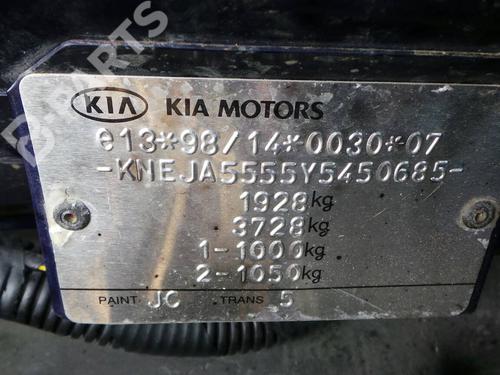 B-PARTS
KIA KIA MOTORS
e13*98/14*0030*07
-KNEJA5555Y5450685-
1928kg
3728kg
1-1000kg
2-1050kg
PAINT JC TRANS 5